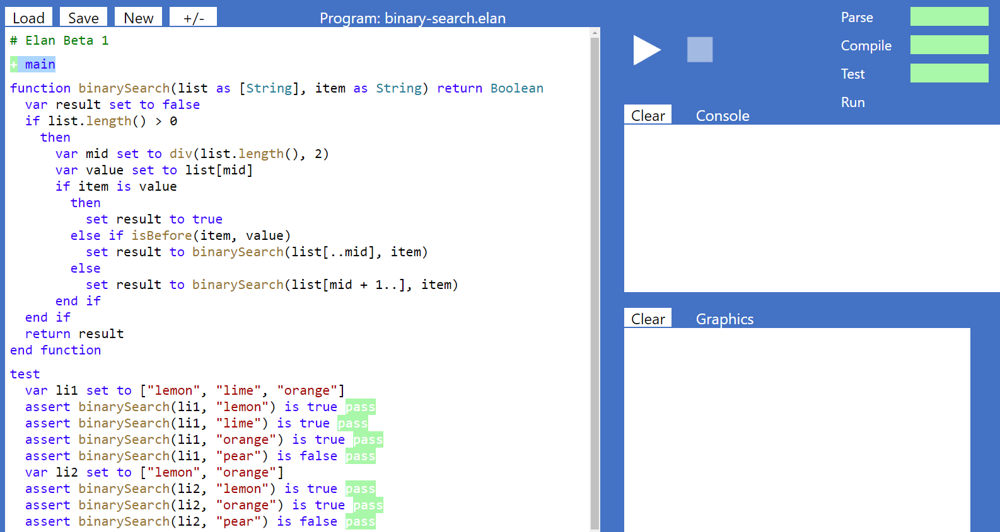 Load Save New +/- Program: binary-search.elan
# Elan Beta 1
+ main
function binarySearch(list as [String], item as String) return Boolean
  var result set to false
  if list.length() > 0
    then
      var mid set to div(list.length(), 2)
      var value set to list[mid]
      if item is value
        then
          set result to true
        else if isBefore(item, value)
          set result to binarySearch(list[..mid], item)
        else
          set result to binarySearch(list[mid + 1..], item)
      end if
  end if
  return result
end function
test
  var li1 set to ["lemon", "lime", "orange"]
  assert binarySearch(li1, "lemon") is true pass
  assert binarySearch(li1, "lime") is true pass
  assert binarySearch(li1, "orange") is true pass
  assert binarySearch(li1, "pear") is false pass
  var li2 set to ["lemon", "orange"]
  assert binarySearch(li2, "lemon") is true pass
  assert binarySearch(li2, "orange") is true pass
  assert binarySearch(li2, "pear") is false pass
Parse
Compile
Test
Run
Clear Console
Clear Graphics